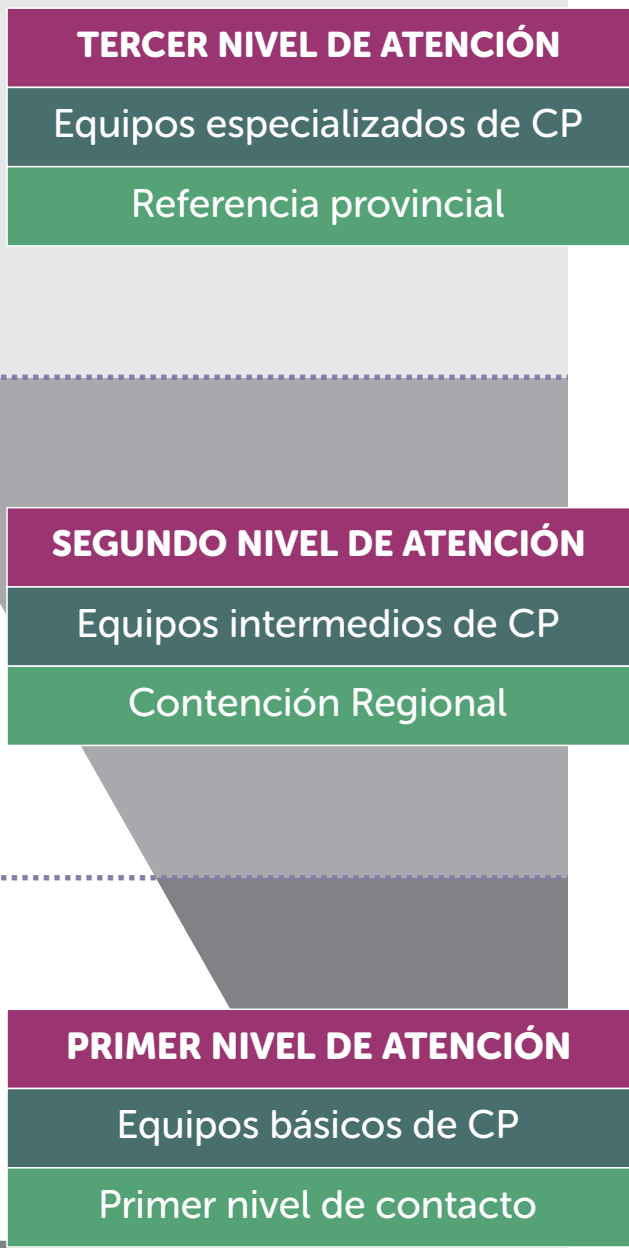 TERCER NIVEL DE ATENCIÓN
Equipos especializados de CP
Referencia provincial
SEGUNDO NIVEL DE ATENCIÓN
Equipos intermedios de CP
Contención Regional
PRIMER NIVEL DE ATENCIÓN
Equipos básicos de CP
Primer nivel de contacto